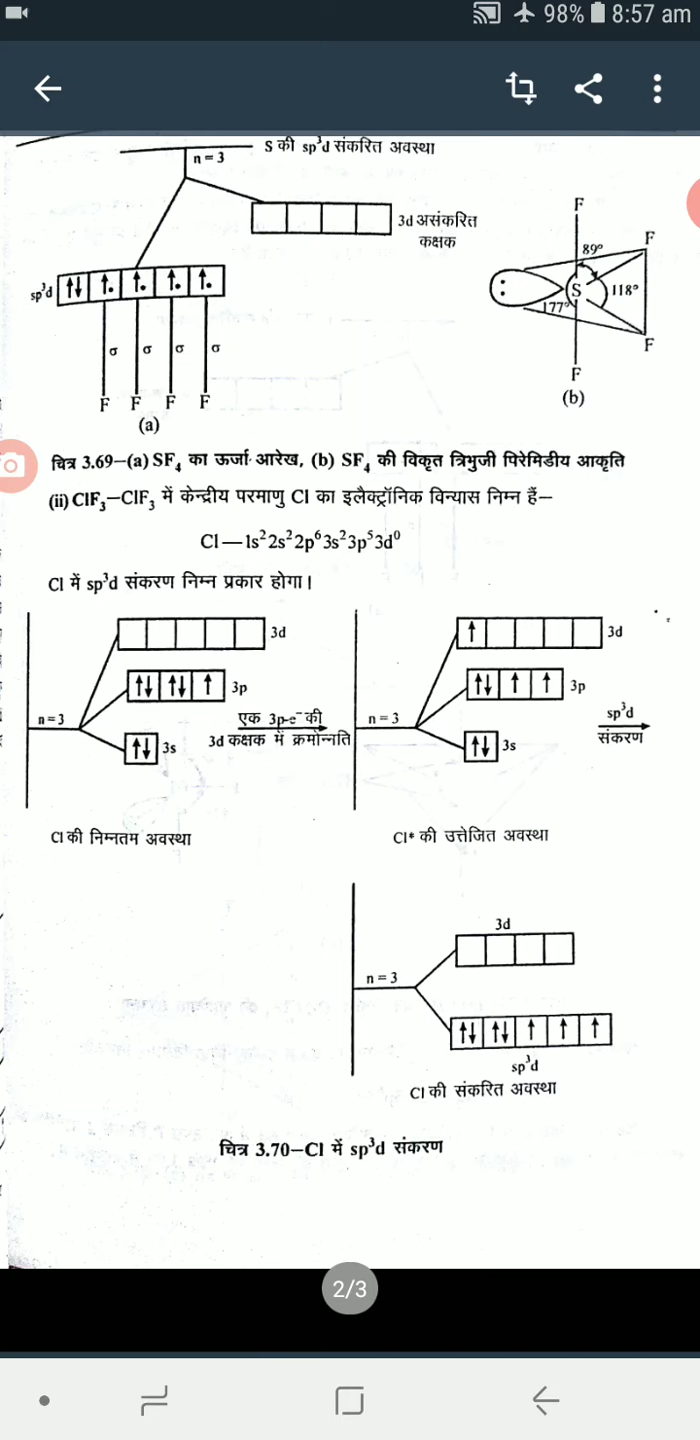 98% 8:57 am
S की sp³d संकरित अवस्था
n = 3
3d असंकरित
कक्षक
sp³d
σ σ σ σ
F F F F
(a)
F
F
89°
S
118°
177°
F
F
(b)
चित्र 3.69–(a) SF₄ का ऊर्जा आरेख, (b) SF₄ की विकृत त्रिभुजी पिरेमिडीय आकृति
(ii) ClF₃–ClF₃ में केन्द्रीय परमाणु Cl का इलैक्ट्रॉनिक विन्यास निम्न हैं—
Cl—1s²2s²2p⁶3s²3p⁵3d⁰
Cl में sp³d संकरण निम्न प्रकार होगा।
3d
3p
n=3
3s
एक 3p-e⁻ की
3d कक्षक में क्रमोन्नति
3d
3p
n=3
3s
sp³d
संकरण
Cl की निम्नतम अवस्था
Cl* की उत्तेजित अवस्था
3d
n = 3
sp³d
Cl की संकरित अवस्था
चित्र 3.70–Cl में sp³d संकरण
2/3